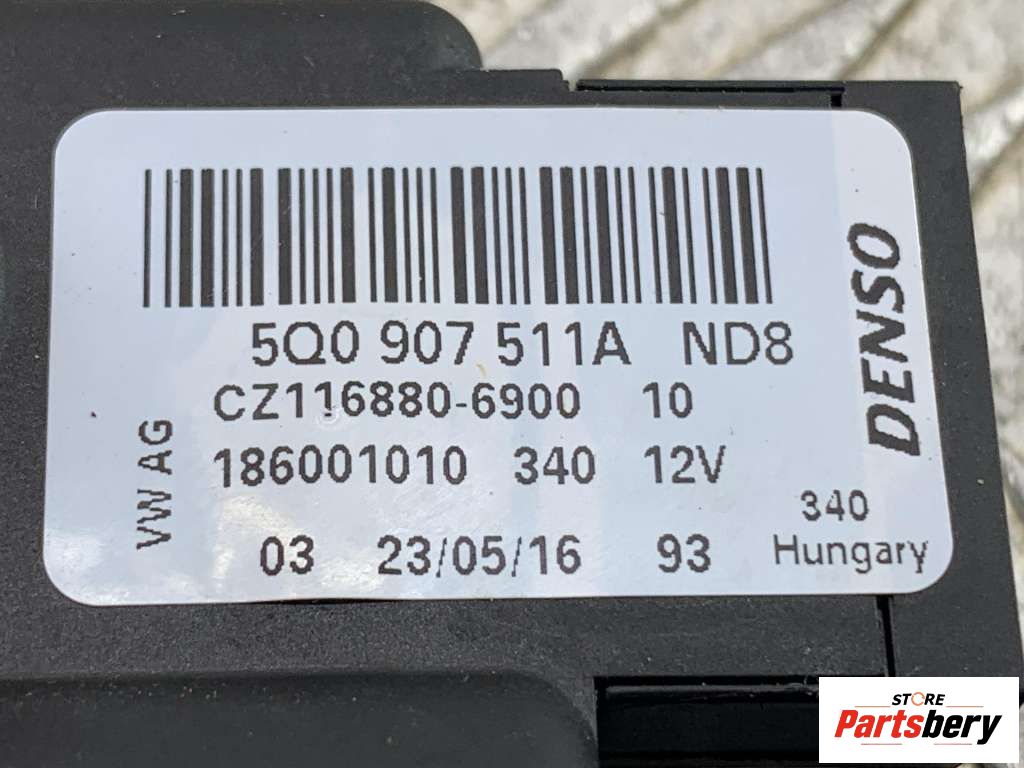 5Q0 907 511A ND8
CZ116880-6900 10
186001010 340 12V
03 23/05/16 93
340
Hungary
VW AG
DENSO
STORE
Partsbery